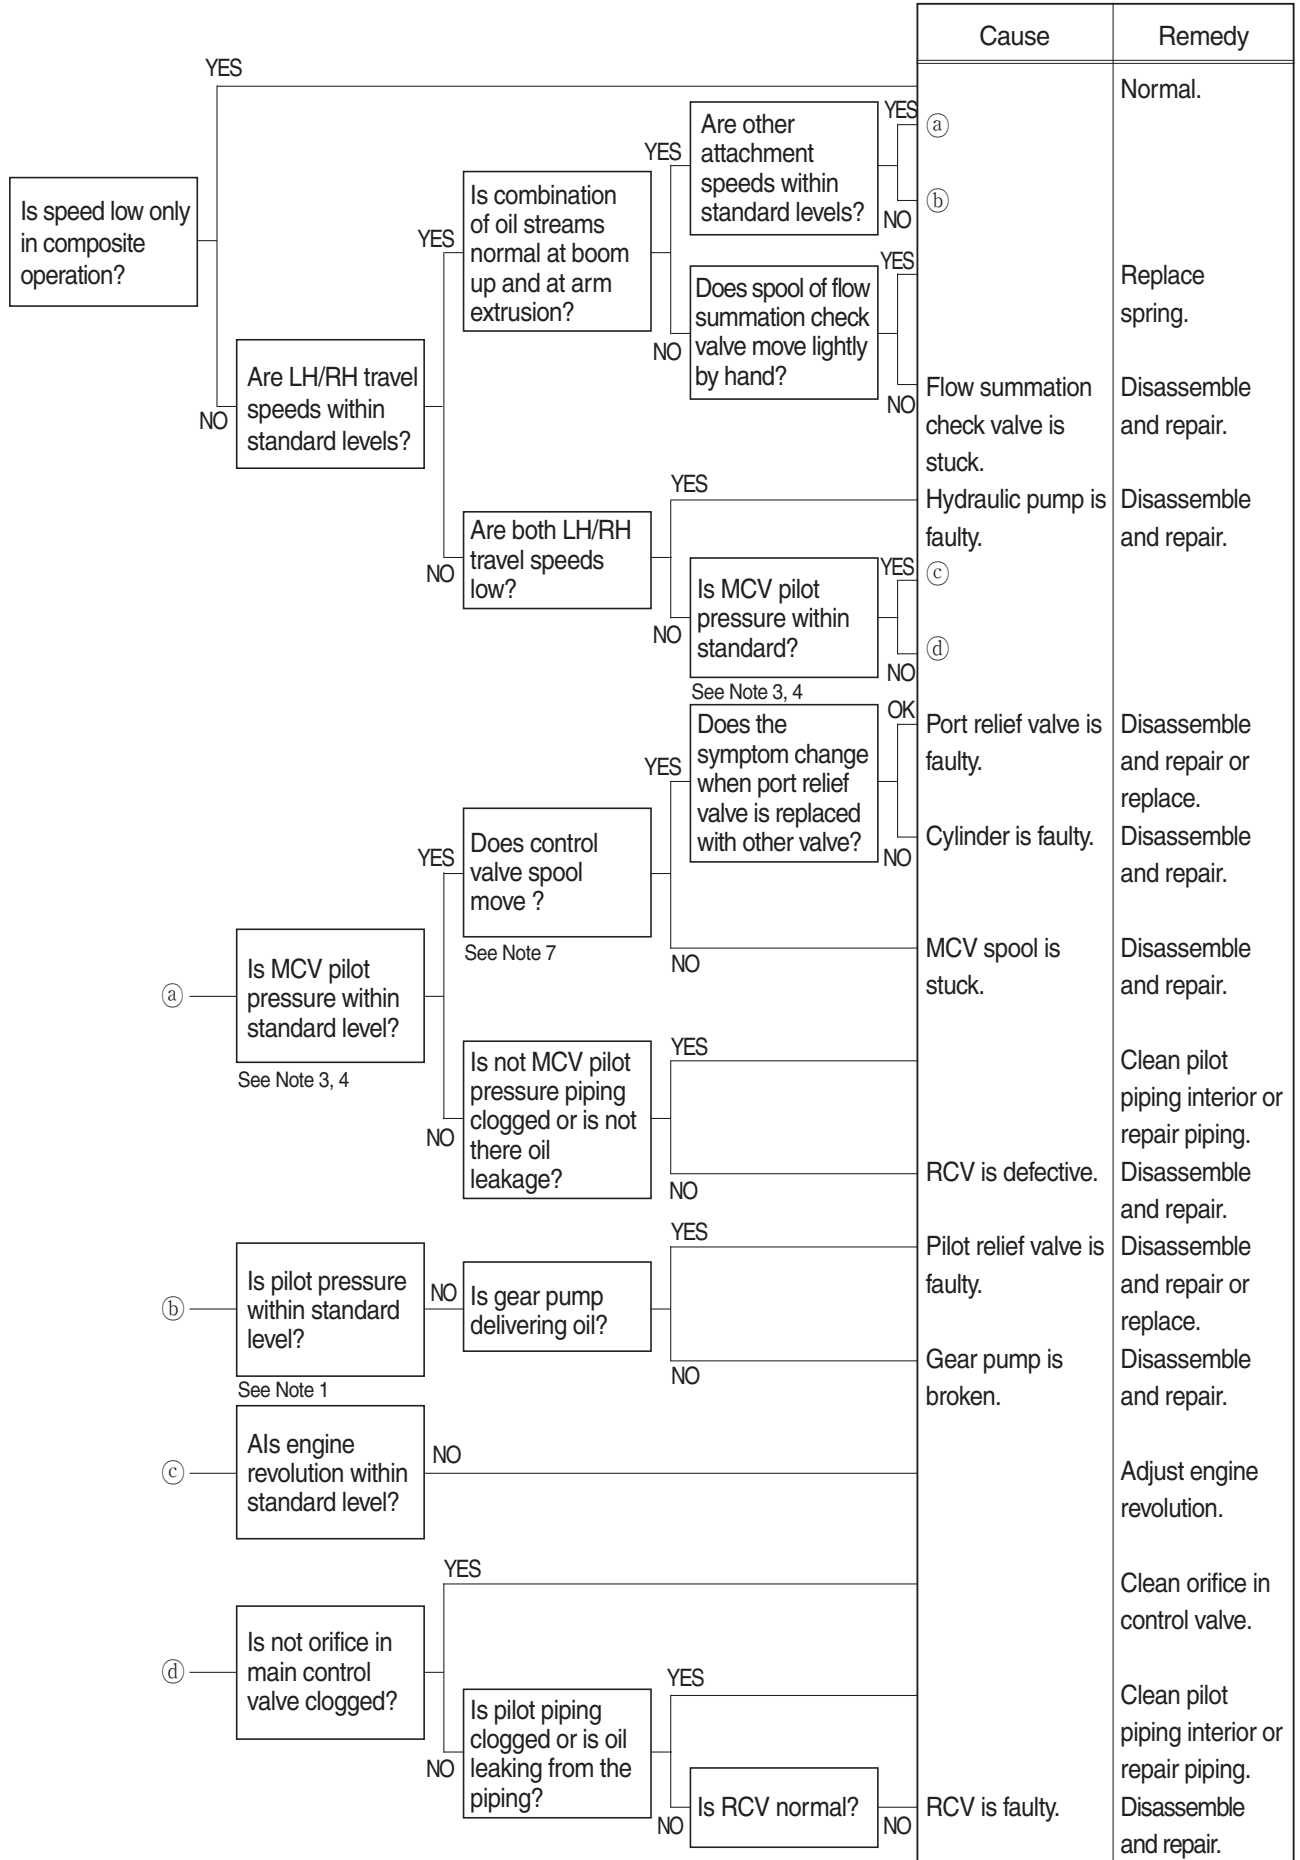 Cause
Remedy
YES
Normal.
Is speed low only
in composite
operation?
NO
Are LH/RH travel
speeds within
standard levels?
YES
Is combination
of oil streams
normal at boom
up and at arm
extrusion?
YES
Are other
attachment
speeds within
standard levels?
YES
ⓐ
NO
ⓑ
NO
Does spool of flow
summation check
valve move lightly
by hand?
YES
Replace
spring.
NO
Flow summation
check valve is
stuck.
Disassemble
and repair.
NO
Are both LH/RH
travel speeds
low?
YES
Hydraulic pump is
faulty.
Disassemble
and repair.
NO
Is MCV pilot
pressure within
standard?
See Note 3, 4
YES
ⓒ
NO
ⓓ
ⓐ
Is MCV pilot
pressure within
standard level?
See Note 3, 4
YES
Does control
valve spool
move ?
See Note 7
YES
Does the
symptom change
when port relief
valve is replaced
with other valve?
OK
Port relief valve is
faulty.
Disassemble
and repair or
replace.
NO
Cylinder is faulty.
Disassemble
and repair.
NO
MCV spool is
stuck.
Disassemble
and repair.
NO
Is not MCV pilot
pressure piping
clogged or is not
there oil
leakage?
YES
Clean pilot
piping interior or
repair piping.
NO
RCV is defective.
Disassemble
and repair.
ⓑ
Is pilot pressure
within standard
level?
See Note 1
NO
Is gear pump
delivering oil?
YES
Pilot relief valve is
faulty.
Disassemble
and repair or
replace.
NO
Gear pump is
broken.
Disassemble
and repair.
ⓒ
AIs engine
revolution within
standard level?
NO
Adjust engine
revolution.
ⓓ
Is not orifice in
main control
valve clogged?
YES
Clean orifice in
control valve.
NO
Is pilot piping
clogged or is oil
leaking from the
piping?
YES
Clean pilot
piping interior or
repair piping.
NO
Is RCV normal?
NO
RCV is faulty.
Disassemble
and repair.